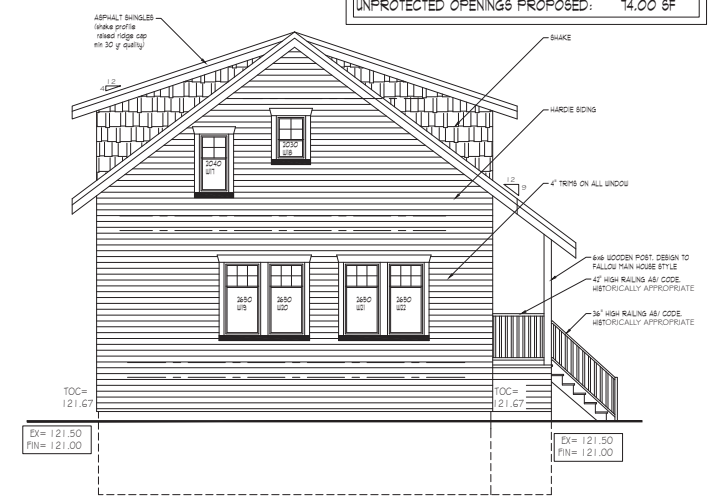 UNPROTECTED OPENINGS PROPOSED: 74.00 SF
ASPHALT SHINGLES
(shake profile
raised ridge cap
min 30 yr quality)
SHAKE
12
4
HARDIE SIDING
2030
W18
2040
W17
12
9
4" TRIMS ON ALL WINDOW
6x6 WOODEN POST. DESIGN TO
FALLOW MAIN HOUSE STYLE
42" HIGH RAILING AS/ CODE.
HISTORICALLY APPROPRIATE
2650
W19
2650
W20
2650
W21
2650
W22
36" HIGH RAILING AS/ CODE.
HISTORICALLY APPROPRIATE
TOC=
121.67
TOC=
121.67
EX= 121.50
FIN= 121.00
EX= 121.50
FIN= 121.00